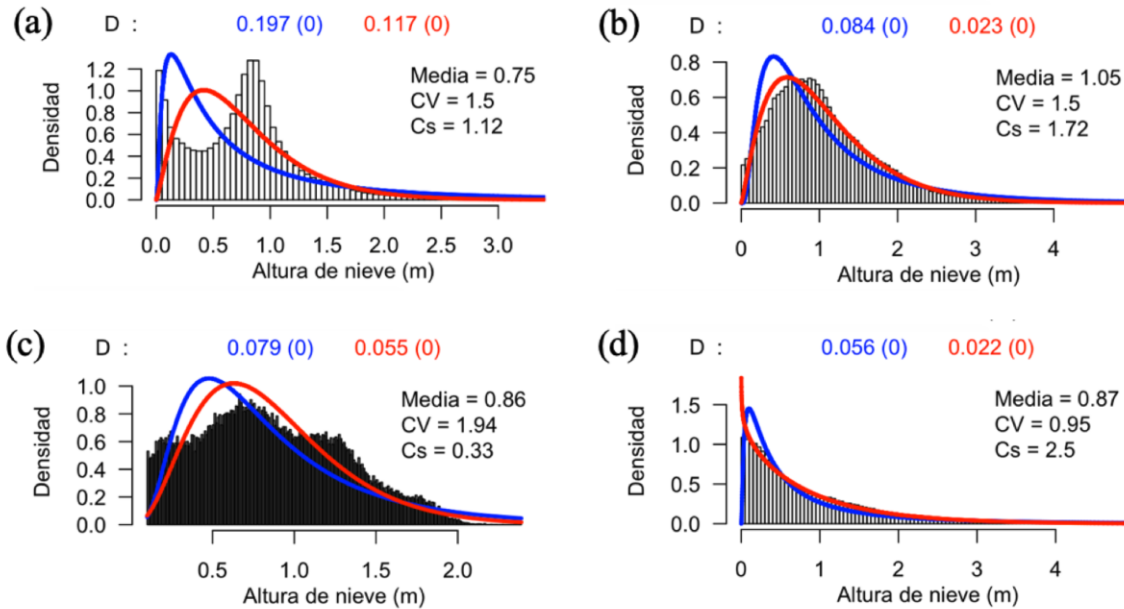 (a) D : 0.197 (0) 0.117 (0)
Densidad
1.2
1.0
0.8
0.6
0.4
0.2
0.0
Media = 0.75
CV = 1.5
Cs = 1.12
0.0 0.5 1.0 1.5 2.0 2.5 3.0
Altura de nieve (m)
(b) D : 0.084 (0) 0.023 (0)
Densidad
0.8
0.6
0.4
0.2
0.0
Media = 1.05
CV = 1.5
Cs = 1.72
0 1 2 3 4
Altura de nieve (m)
(c) D : 0.079 (0) 0.055 (0)
Densidad
1.0
0.8
0.6
0.4
0.2
0.0
Media = 0.86
CV = 1.94
Cs = 0.33
0.5 1.0 1.5 2.0
Altura de nieve (m)
(d) D : 0.056 (0) 0.022 (0)
Densidad
1.5
1.0
0.5
0.0
Media = 0.87
CV = 0.95
Cs = 2.5
0 1 2 3 4
Altura de nieve (m)